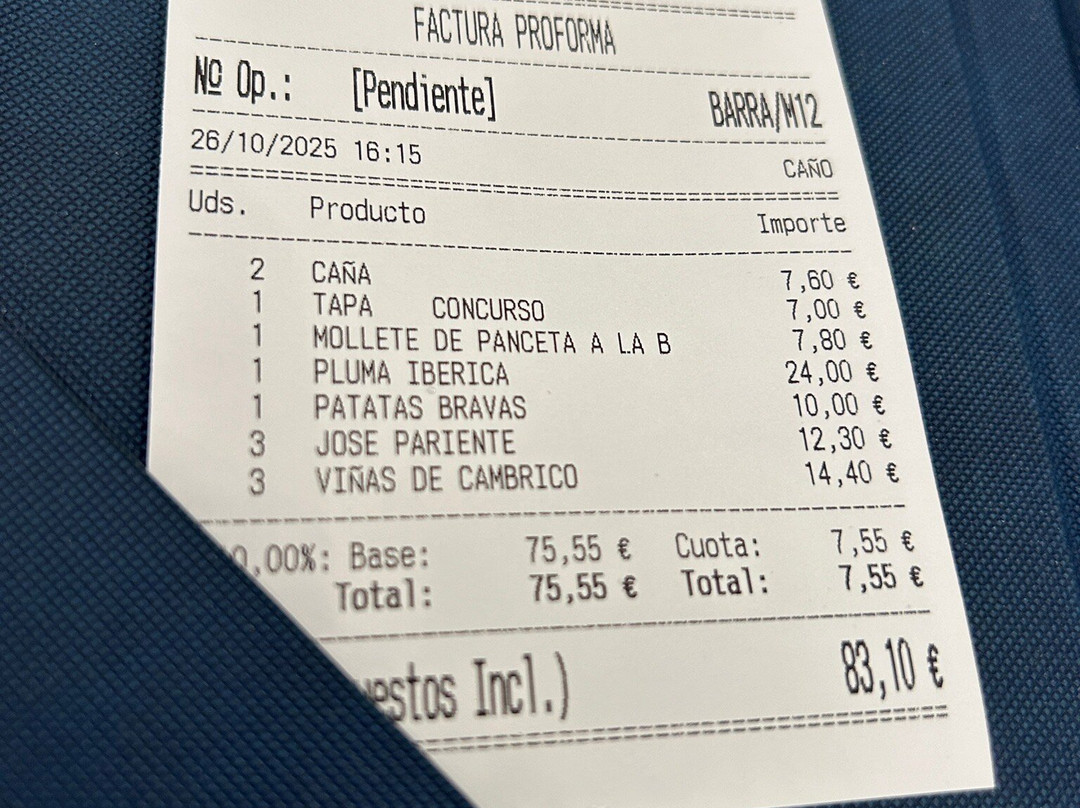 FACTURA PROFORMA
Nº Op.: [Pendiente] BARRA/M12
26/10/2025 16:15 CAÑO
Uds. Producto Importe
2 CAÑA 7,60 €
1 TAPA CONCURSO 7,00 €
1 MOLLETE DE PANCETA A LA B 7,80 €
1 PLUMA IBERICA 24,00 €
1 PATATAS BRAVAS 10,00 €
3 JOSE PARIENTE 12,30 €
3 VIÑAS DE CAMBRICO 14,40 €
0,00%: Base: 75,55 € Cuota: 7,55 €
Total: 75,55 € Total: 7,55 €
uestos Incl.) 83,10 €